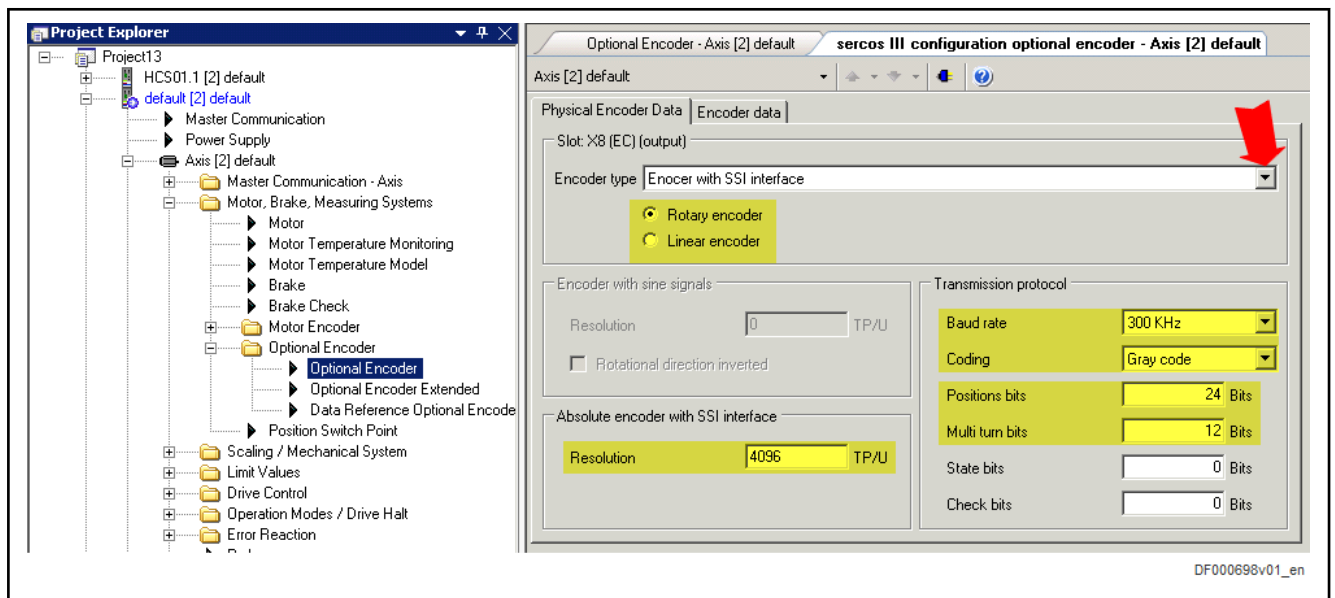 Project Explorer
Project13
HCS01.1 [2] default
default [2] default
Master Communication
Power Supply
Axis [2] default
Master Communication - Axis
Motor, Brake, Measuring Systems
Motor
Motor Temperature Monitoring
Motor Temperature Model
Brake
Brake Check
Motor Encoder
Optional Encoder
Optional Encoder
Optional Encoder Extended
Data Reference Optional Encode
Position Switch Point
Scaling / Mechanical System
Limit Values
Drive Control
Operation Modes / Drive Halt
Error Reaction
Optional Encoder - Axis [2] default
sercos III configuration optional encoder - Axis [2] default
Axis [2] default
Physical Encoder Data
Encoder data
Slot: X8 (EC) (output)
Encoder type Enocer with SSI interface
Rotary encoder
Linear encoder
Encoder with sine signals
Resolution 0 TP/U
Rotational direction inverted
Absolute encoder with SSI interface
Resolution 4096 TP/U
Transmission protocol
Baud rate 300 KHz
Coding Gray code
Positions bits 24 Bits
Multi turn bits 12 Bits
State bits 0 Bits
Check bits 0 Bits
DF000698v01_en